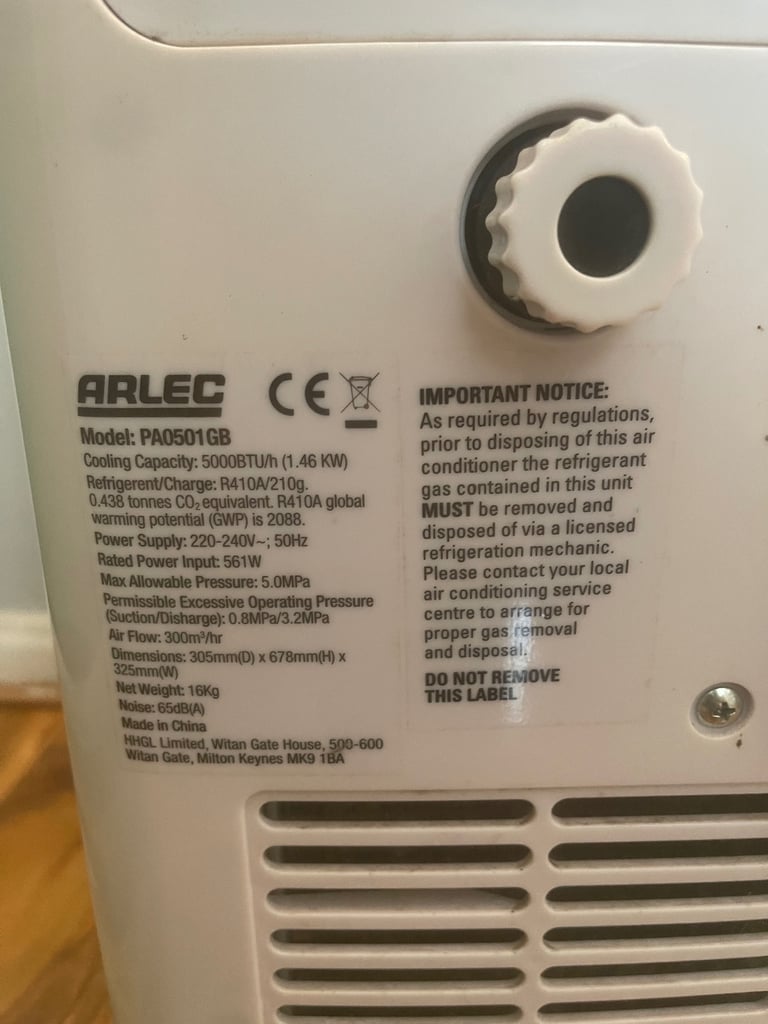 ARLEC
CE
Model: PA0501GB
Cooling Capacity: 5000BTU/h (1.46 KW)
Refrigerent/Charge: R410A/210g.
0.438 tonnes CO₂ equivalent. R410A global
warming potential (GWP) is 2088.
Power Supply: 220-240V~; 50Hz
Rated Power Input: 561W
Max Allowable Pressure: 5.0MPa
Permissible Excessive Operating Pressure
(Suction/Disharge): 0.8MPa/3.2MPa
Air Flow: 300m³/hr
Dimensions: 305mm(D) x 678mm(H) x
325mm(W)
Net Weight: 16Kg
Noise: 65dB(A)
Made in China
HHGL Limited, Witan Gate House, 500-600
Witan Gate, Milton Keynes MK9 1BA
IMPORTANT NOTICE:
As required by regulations,
prior to disposing of this air
conditioner the refrigerant
gas contained in this unit
MUST be removed and
disposed of via a licensed
refrigeration mechanic.
Please contact your local
air conditioning service
centre to arrange for
proper gas removal
and disposal.
DO NOT REMOVE
THIS LABEL